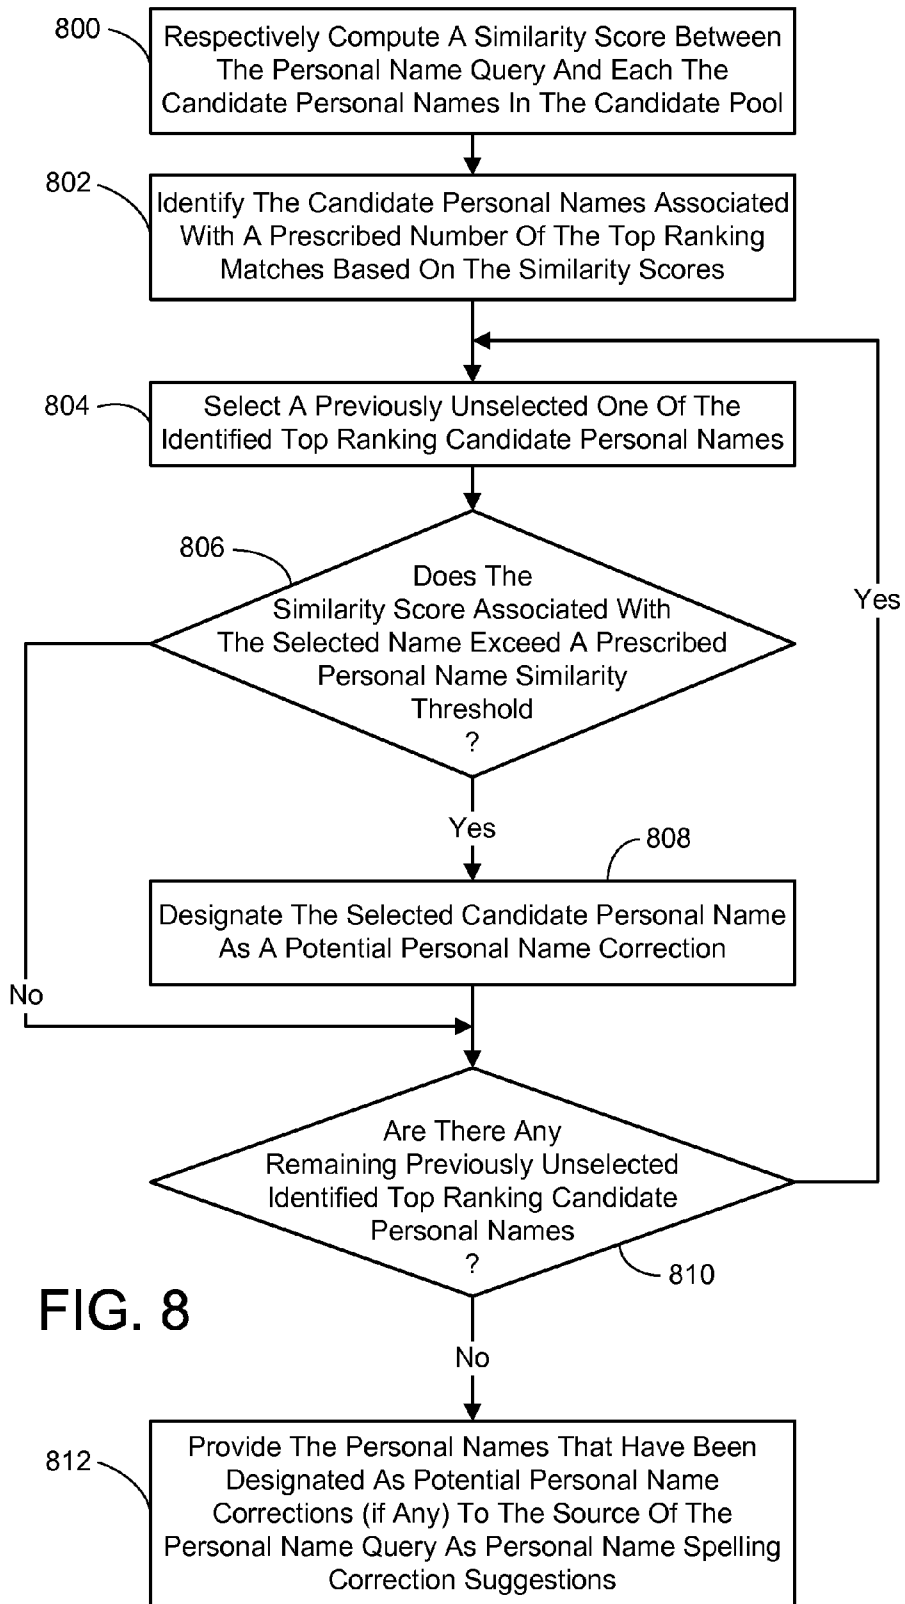 800
Respectively Compute A Similarity Score Between
The Personal Name Query And Each The
Candidate Personal Names In The Candidate Pool
802
Identify The Candidate Personal Names Associated
With A Prescribed Number Of The Top Ranking
Matches Based On The Similarity Scores
804
Select A Previously Unselected One Of The
Identified Top Ranking Candidate Personal Names
806
Does The
Similarity Score Associated With
The Selected Name Exceed A Prescribed
Personal Name Similarity
Threshold
?
Yes
Yes
808
Designate The Selected Candidate Personal Name
As A Potential Personal Name Correction
No
Are There Any
Remaining Previously Unselected
Identified Top Ranking Candidate
Personal Names
?
810
FIG. 8
No
812
Provide The Personal Names That Have Been
Designated As Potential Personal Name
Corrections (if Any) To The Source Of The
Personal Name Query As Personal Name Spelling
Correction Suggestions